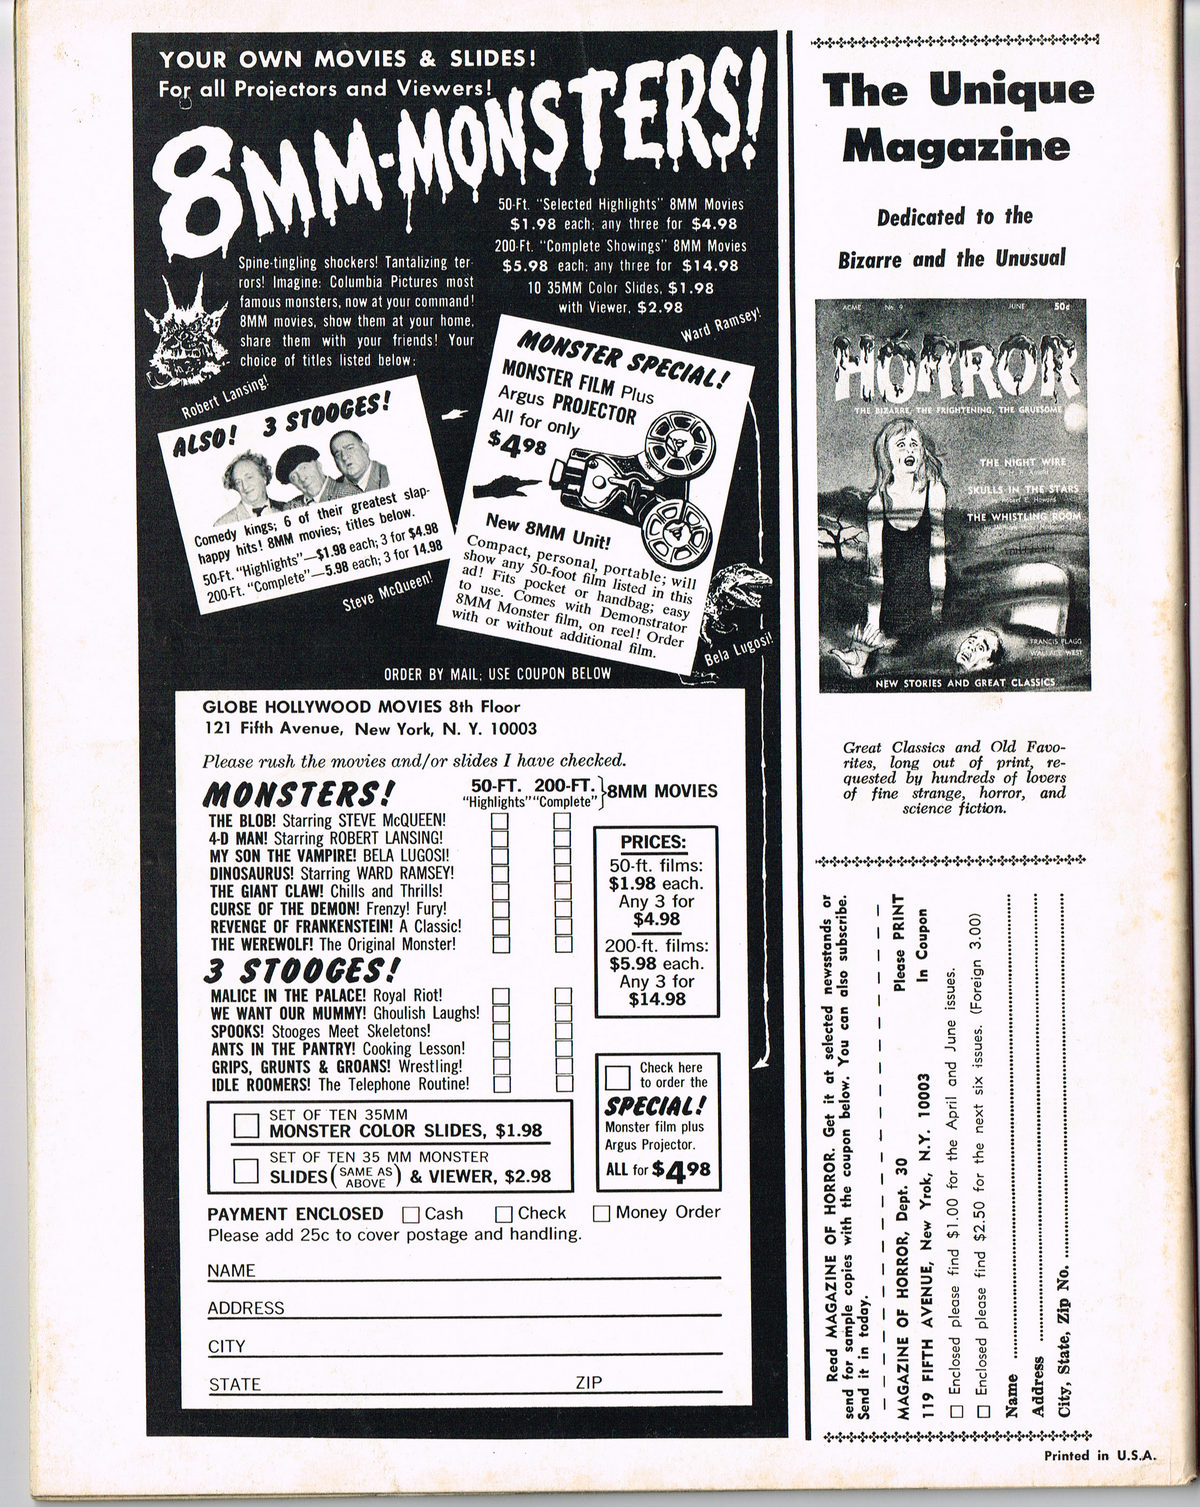 YOUR OWN MOVIES & SLIDES!
For all Projectors and Viewers!
8MM-MONSTERS!
50-Ft. "Selected Highlights" 8MM Movies
$1.98 each; any three for $4.98
200-Ft. "Complete Showings" 8MM Movies
$5.98 each; any three for $14.98
10 35MM Color Slides, $1.98
with Viewer, $2.98
Spine-tingling shockers! Tantalizing ter-
rors! Imagine: Columbia Pictures most
famous monsters, now at your command!
8MM movies, show them at your home,
share them with your friends! Your
choice of titles listed below:
Robert Lansing!
Ward Ramsey!
ALSO! 3 STOOGES!
Comedy kings; 6 of their greatest slap-
happy hits! 8MM movies; titles below.
50-Ft. "Highlights"—$1.98 each; 3 for $4.98
200-Ft. "Complete"—5.98 each; 3 for 14.98
Steve McQueen!
MONSTER SPECIAL!
MONSTER FILM Plus
Argus PROJECTOR
All for only
$4.98
New 8MM Unit!
Compact, personal, portable; will
show any 50-foot film listed in this
ad! Fits pocket or handbag; easy
to use. Comes with Demonstrator
8MM Monster film, on reel! Order
with or without additional film.
Bela Lugosi!
ORDER BY MAIL; USE COUPON BELOW
GLOBE HOLLYWOOD MOVIES 8th Floor
121 Fifth Avenue, New York, N. Y. 10003
Please rush the movies and/or slides I have checked.
MONSTERS!
50-FT. 200-FT. } 8MM MOVIES
"Highlights" "Complete"
THE BLOB! Starring STEVE McQUEEN!
4-D MAN! Starring ROBERT LANSING!
MY SON THE VAMPIRE! BELA LUGOSI!
DINOSAURUS! Starring WARD RAMSEY!
THE GIANT CLAW! Chills and Thrills!
CURSE OF THE DEMON! Frenzy! Fury!
REVENGE OF FRANKENSTEIN! A Classic!
THE WEREWOLF! The Original Monster!
3 STOOGES!
MALICE IN THE PALACE! Royal Riot!
WE WANT OUR MUMMY! Ghoulish Laughs!
SPOOKS! Stooges Meet Skeletons!
ANTS IN THE PANTRY! Cooking Lesson!
GRIPS, GRUNTS & GROANS! Wrestling!
IDLE ROOMERS! The Telephone Routine!
PRICES:
50-ft. films:
$1.98 each.
Any 3 for
$4.98
200-ft. films:
$5.98 each.
Any 3 for
$14.98
Check here
to order the
SPECIAL!
Monster film plus
Argus Projector.
ALL for $4.98
SET OF TEN 35MM
MONSTER COLOR SLIDES, $1.98
SET OF TEN 35 MM MONSTER
SLIDES (SAME AS ABOVE) & VIEWER, $2.98
PAYMENT ENCLOSED Cash Check Money Order
Please add 25c to cover postage and handling.
NAME
ADDRESS
CITY
STATE ZIP
The Unique
Magazine
Dedicated to the
Bizarre and the Unusual
ACME No. 9 JUNE 50¢
HORROR
THE BIZARRE, THE FRIGHTENING, THE GRUESOME
THE NIGHT WIRE
SKULLS IN THE STARS
Robert E. Howard
THE WHISTLING ROOM
FRANCIS FLAGG
WALLACE WEST
NEW STORIES AND GREAT CLASSICS
Great Classics and Old Favo-
rites, long out of print, re-
quested by hundreds of lovers
of fine strange, horror, and
science fiction.
Read MAGAZINE OF HORROR. Get it at selected newsstands or
send for sample copies with the coupon below. You can also subscribe.
Send it in today.
Please PRINT
MAGAZINE OF HORROR, Dept. 30
In Coupon
119 FIFTH AVENUE, New Yrok, N.Y. 10003
Enclosed please find $1.00 for the April and June issues.
Enclosed please find $2.50 for the next six issues. (Foreign 3.00)
Name
Address
City, State, Zip No.
Printed in U.S.A.